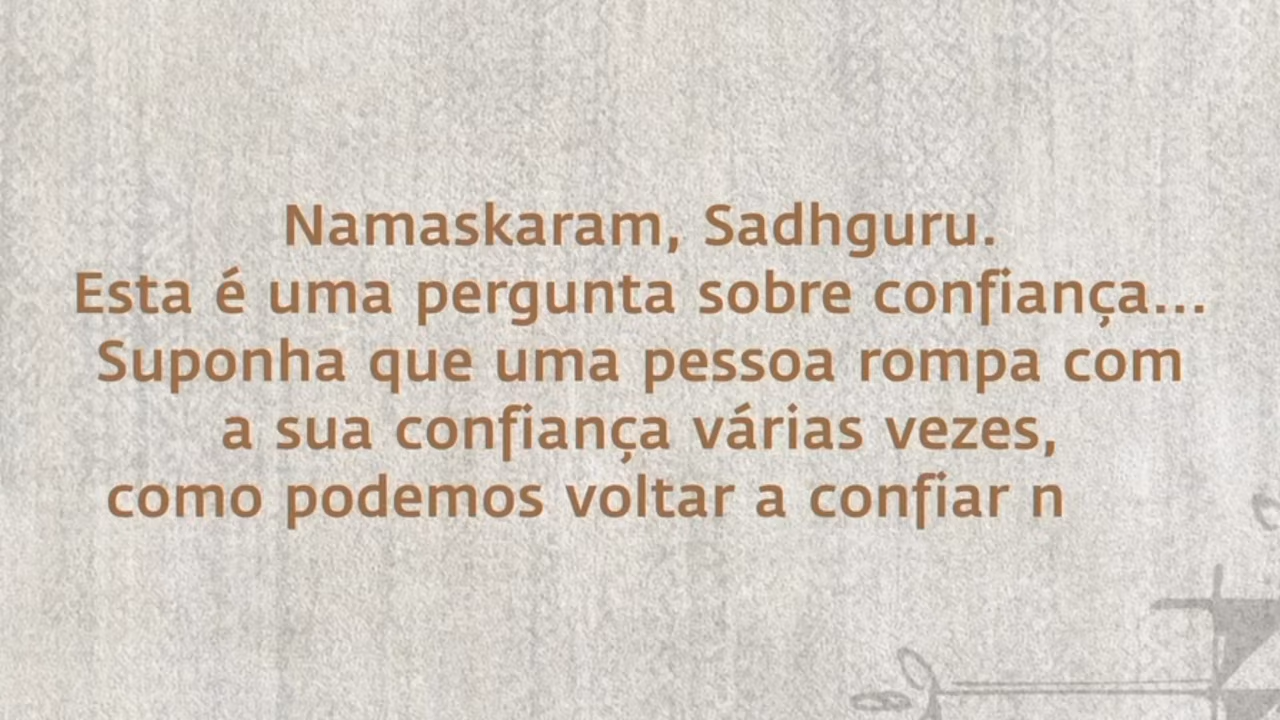 Namaskaram, Sadhguru.
Esta é uma pergunta sobre confiança...
Suponha que uma pessoa rompa com
a sua confiança várias vezes,
como podemos voltar a confiar n